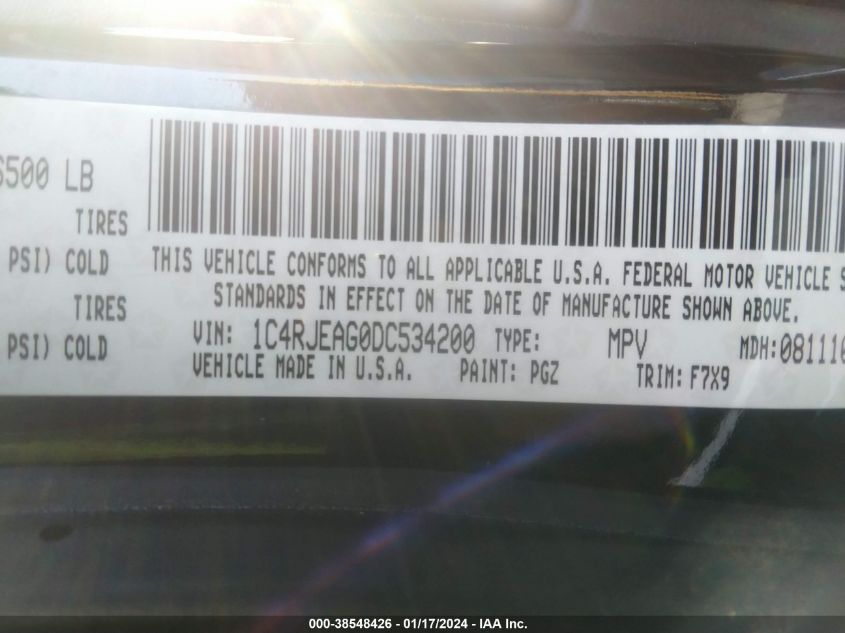 500 LB
TIRES
PSI) COLD
TIRES
PSI) COLD
THIS VEHICLE CONFORMS TO ALL APPLICABLE U.S.A. FEDERAL MOTOR VEHICLE
STANDARDS IN EFFECT ON THE DATE OF MANUFACTURE SHOWN ABOVE.
VIN: 1C4RJEAG0DC534200 TYPE: MPV MDH:08111
VEHICLE MADE IN U.S.A. PAINT: PGZ TRIM: F7X9
000-38548426 - 01/17/2024 - IAA Inc.